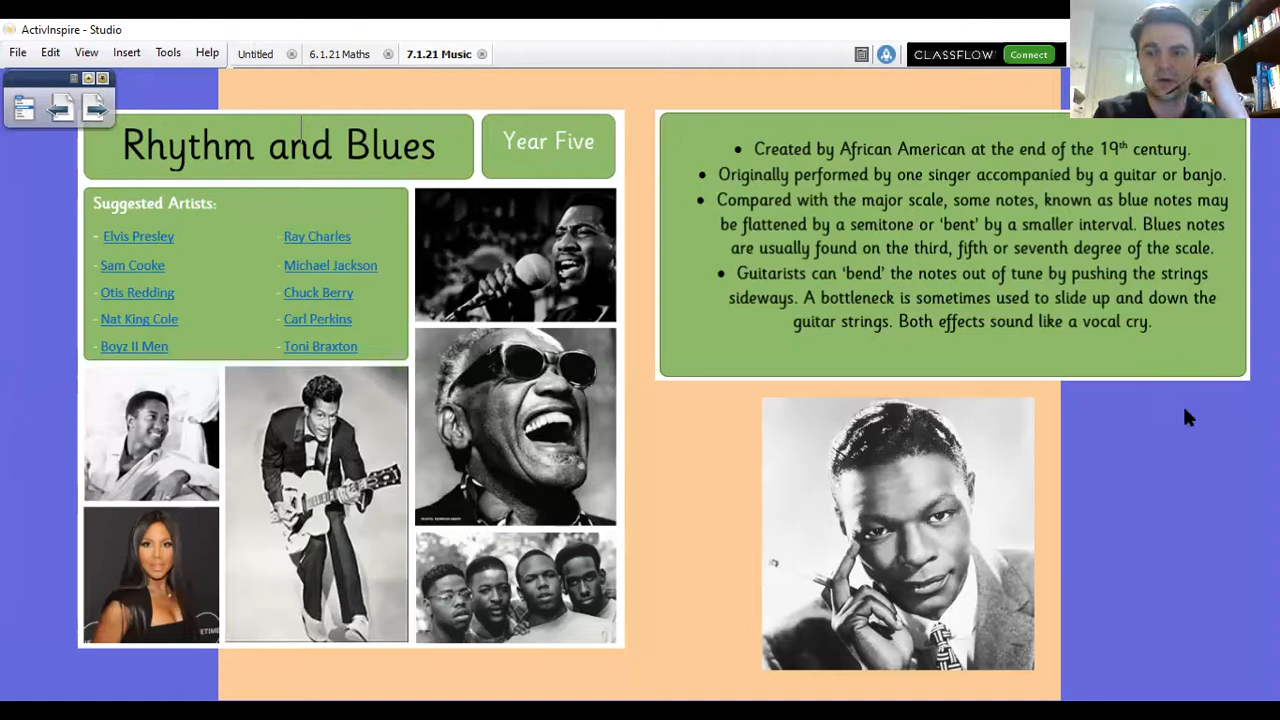 ActivInspire - Studio
File Edit View Insert Tools Help
Untitled 6.1.21 Maths 7.1.21 Music
CLASSFLOW Connect
Rhythm and Blues
Year Five
Suggested Artists:
- Elvis Presley
- Sam Cooke
- Otis Redding
- Nat King Cole
- Boyz II Men
- Ray Charles
- Michael Jackson
- Chuck Berry
- Carl Perkins
- Toni Braxton
• Created by African American at the end of the 19th century.
• Originally performed by one singer accompanied by a guitar or banjo.
• Compared with the major scale, some notes, known as blue notes may
be flattened by a semitone or ‘bent’ by a smaller interval. Blues notes
are usually found on the third, fifth or seventh degree of the scale.
• Guitarists can ‘bend’ the notes out of tune by pushing the strings
sideways. A bottleneck is sometimes used to slide up and down the
guitar strings. Both effects sound like a vocal cry.